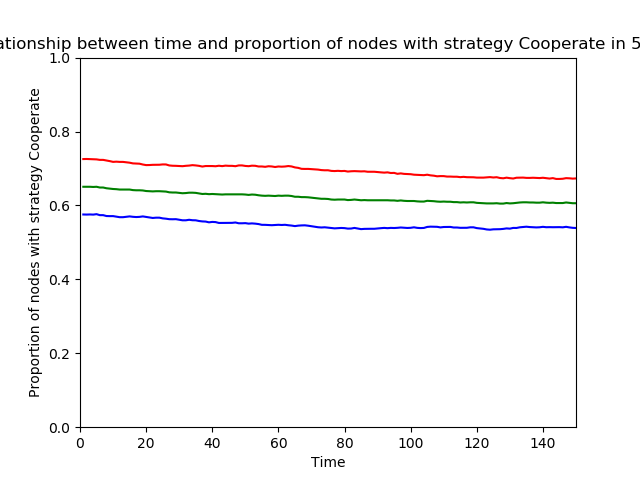 ationship between time and proportion of nodes with strategy Cooperate in 5
1.0
0.8
0.6
0.4
0.2
0.0
Proportion of nodes with strategy Cooperate
0 20 40 60 80 100 120 140
Time